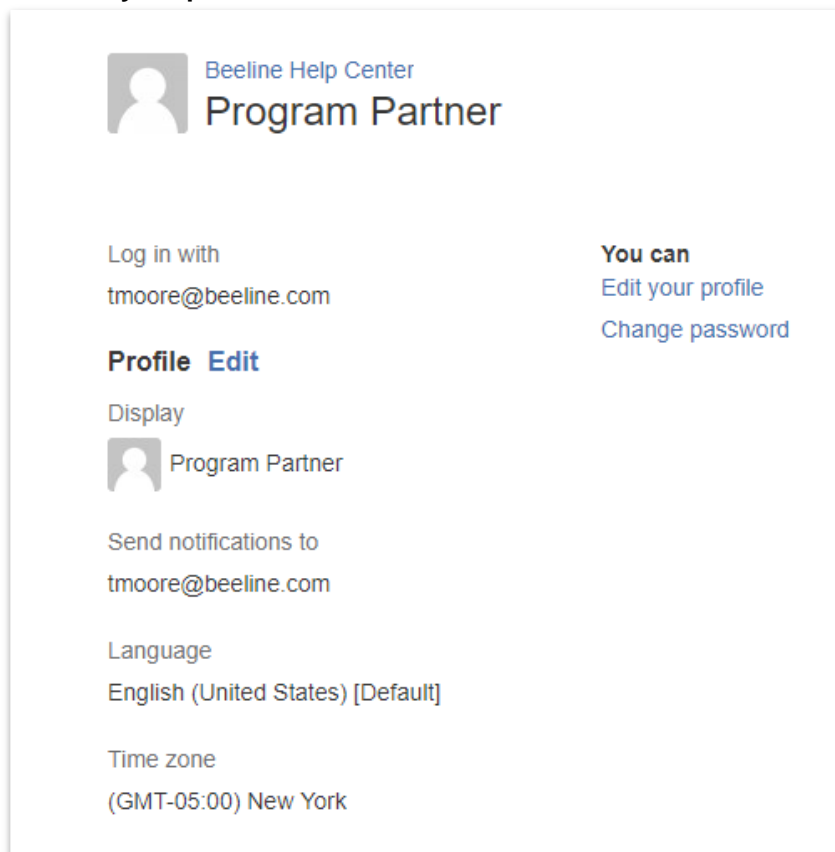 Beeline Help Center
Program Partner
Log in with
tmoore@beeline.com
You can
Edit your profile
Change password
Profile Edit
Display
Program Partner
Send notifications to
tmoore@beeline.com
Language
English (United States) [Default]
Time zone
(GMT-05:00) New York